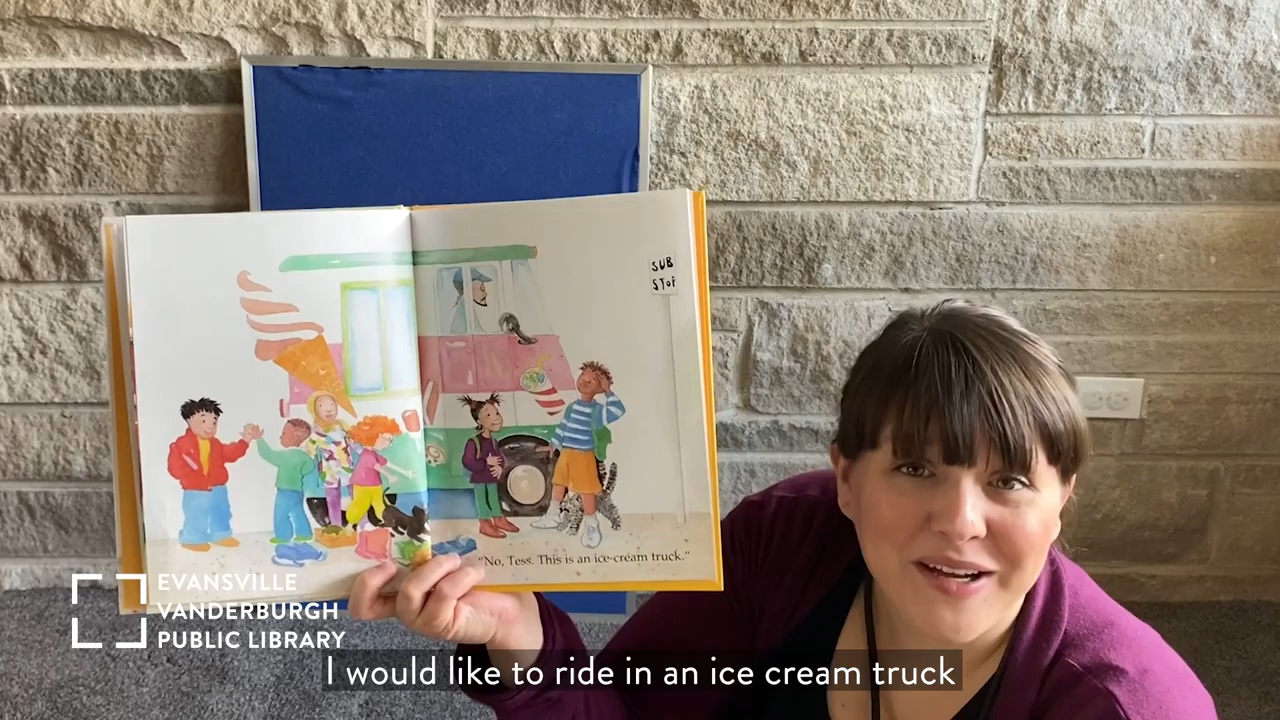 SUB
STOP
"No, Tess. This is an ice-cream truck."
EVANSVILLE
VANDERBURGH
PUBLIC LIBRARY
I would like to ride in an ice cream truck